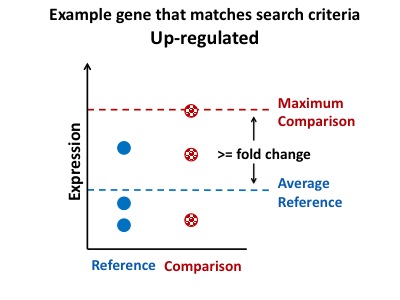 Example gene that matches search criteria
Up-regulated
Maximum
Comparison
>= fold change
Average
Reference
Expression
Reference Comparison